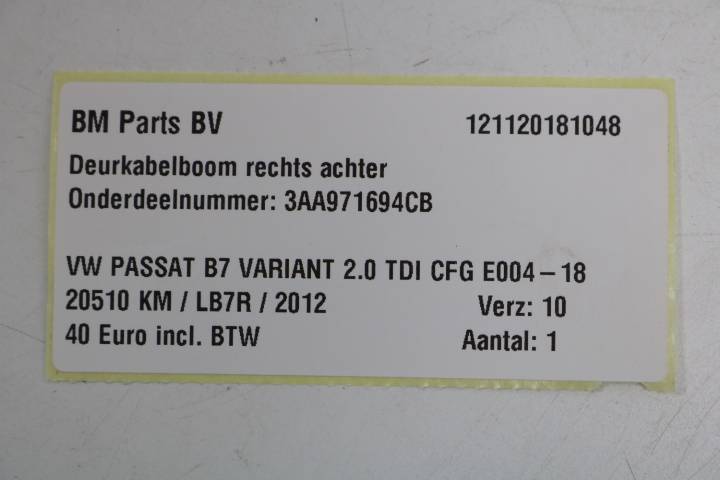 BM Parts BV 121120181048
Deurkabelboom rechts achter
Onderdeelnummer: 3AA971694CB
VW PASSAT B7 VARIANT 2.0 TDI CFG E004-18
20510 KM / LB7R / 2012 Verz: 10
40 Euro incl. BTW Aantal: 1